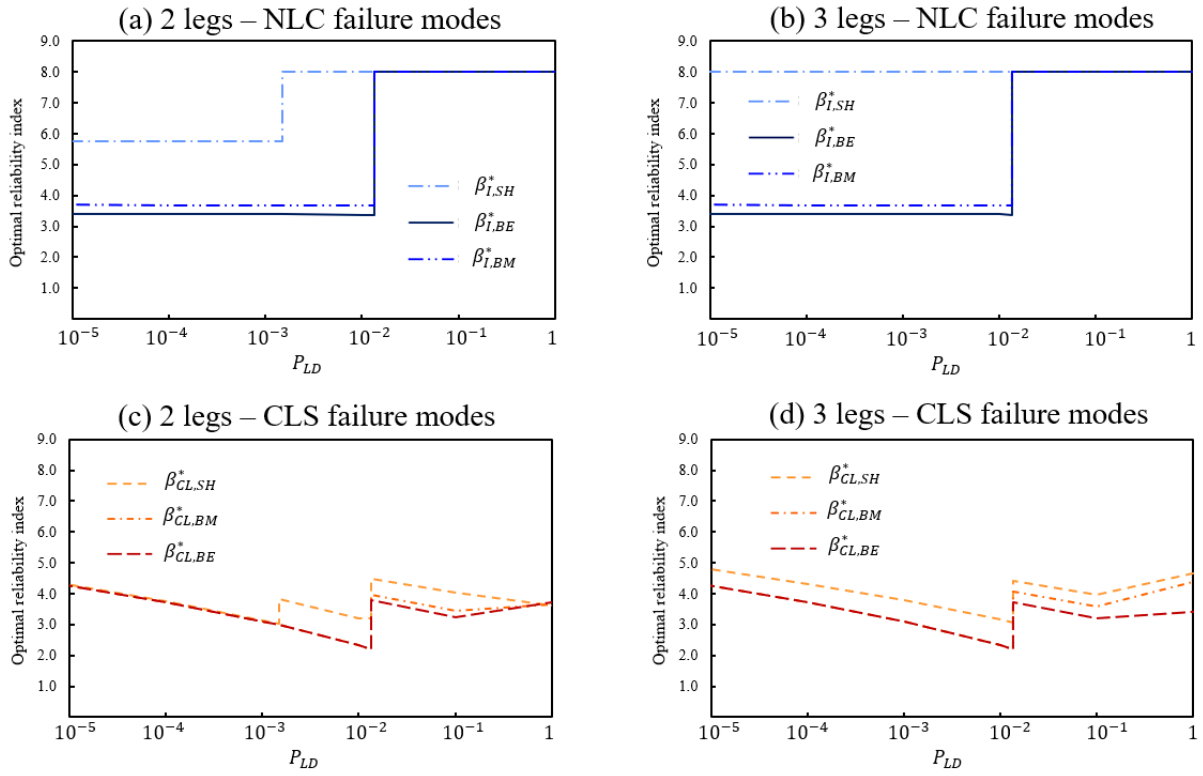 (a) 2 legs – NLC failure modes
Optimal reliability index
9.0
8.0
7.0
6.0
5.0
4.0
3.0
2.0
1.0
β*I,SH
β*I,BE
β*I,BM
10⁻⁵ 10⁻⁴ 10⁻³ 10⁻² 10⁻¹ 1
P_LD
(b) 3 legs – NLC failure modes
Optimal reliability index
9.0
8.0
7.0
6.0
5.0
4.0
3.0
2.0
1.0
β*I,SH
β*I,BE
β*I,BM
10⁻⁵ 10⁻⁴ 10⁻³ 10⁻² 10⁻¹ 1
P_LD
(c) 2 legs – CLS failure modes
Optimal reliability index
9.0
8.0
7.0
6.0
5.0
4.0
3.0
2.0
1.0
β*CL,SH
β*CL,BM
β*CL,BE
10⁻⁵ 10⁻⁴ 10⁻³ 10⁻² 10⁻¹ 1
P_LD
(d) 3 legs – CLS failure modes
Optimal reliability index
9.0
8.0
7.0
6.0
5.0
4.0
3.0
2.0
1.0
β*CL,SH
β*CL,BM
β*CL,BE
10⁻⁵ 10⁻⁴ 10⁻³ 10⁻² 10⁻¹ 1
P_LD